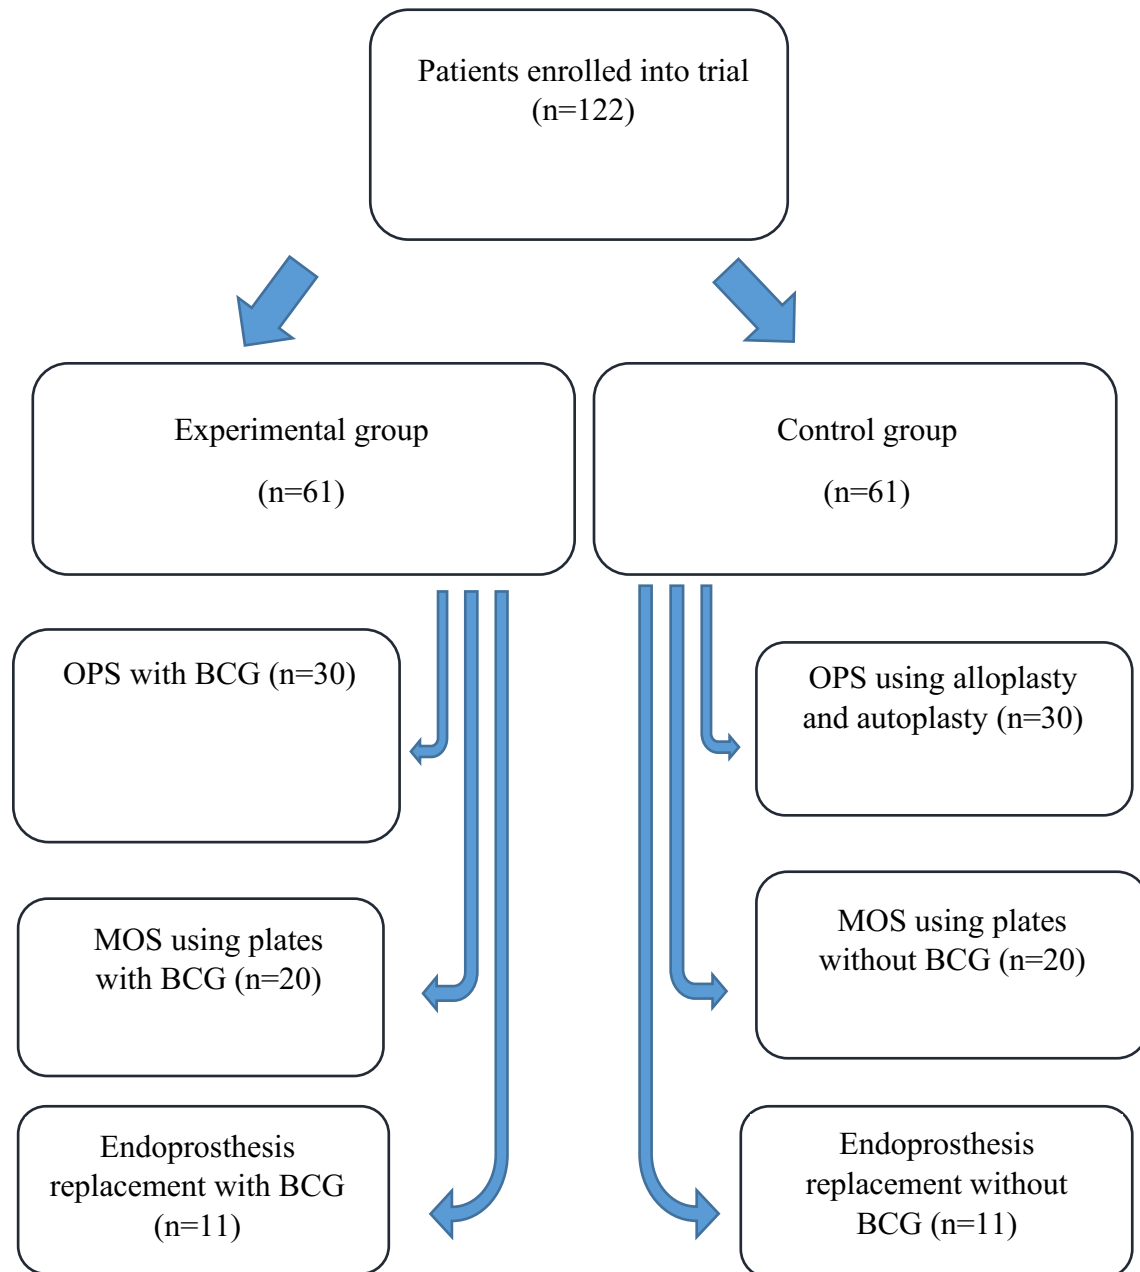 Patients enrolled into trial
(n=122)
Experimental group
(n=61)
Control group
(n=61)
OPS with BCG (n=30)
OPS using alloplasty
and autoplasty (n=30)
MOS using plates
with BCG (n=20)
MOS using plates
without BCG (n=20)
Endoprosthesis
replacement with BCG
(n=11)
Endoprosthesis
replacement without
BCG (n=11)